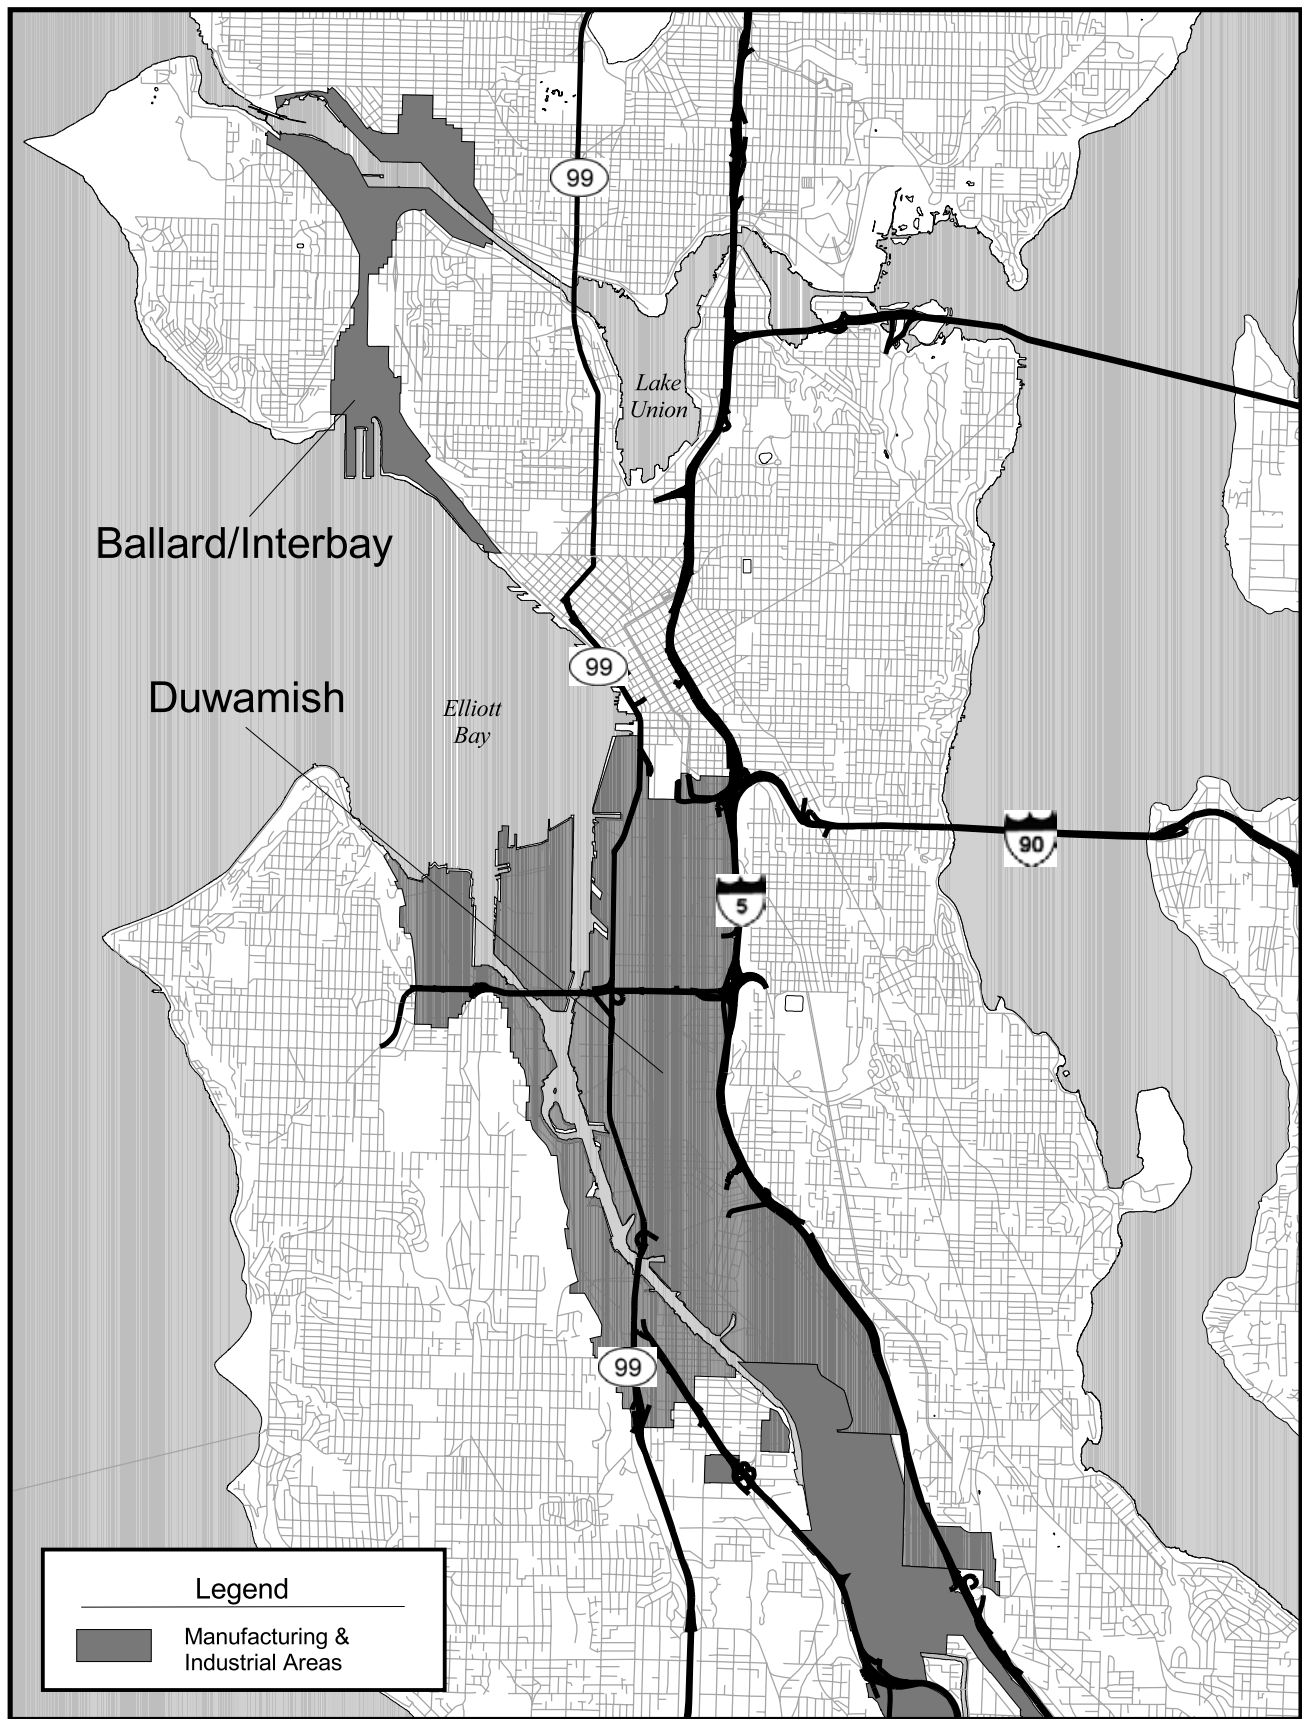 99
Lake
Union
Ballard/Interbay
99
Duwamish
Elliott
Bay
90
5
99
Legend
Manufacturing &
Industrial Areas